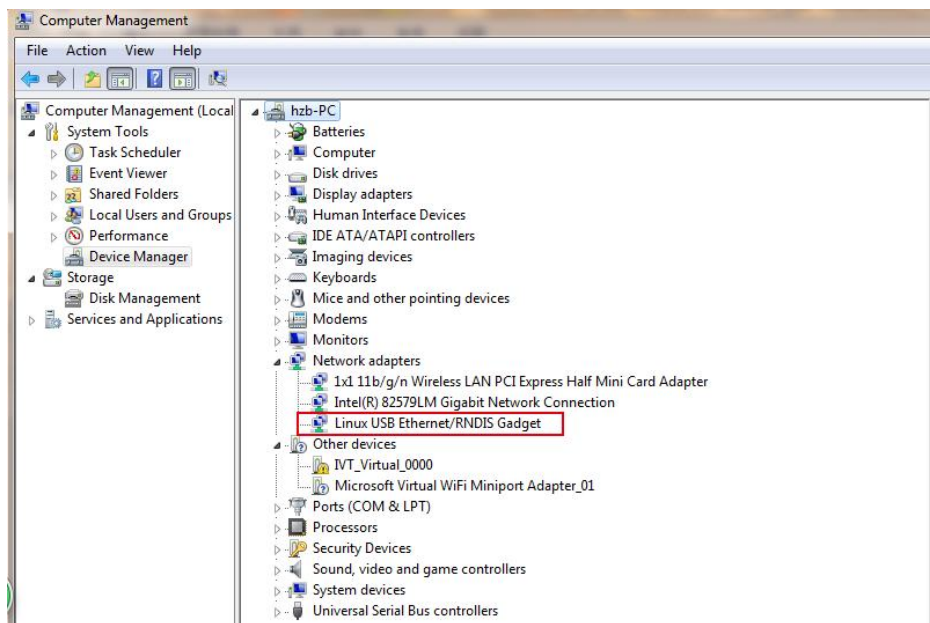 Computer Management
File Action View Help
Computer Management (Local
System Tools
Task Scheduler
Event Viewer
Shared Folders
Local Users and Groups
Performance
Device Manager
Storage
Disk Management
Services and Applications
hzb-PC
Batteries
Computer
Disk drives
Display adapters
Human Interface Devices
IDE ATA/ATAPI controllers
Imaging devices
Keyboards
Mice and other pointing devices
Modems
Monitors
Network adapters
1x1 11b/g/n Wireless LAN PCI Express Half Mini Card Adapter
Intel(R) 82579LM Gigabit Network Connection
Linux USB Ethernet/RNDIS Gadget
Other devices
IVT_Virtual_0000
Microsoft Virtual WiFi Miniport Adapter_01
Ports (COM & LPT)
Processors
Security Devices
Sound, video and game controllers
System devices
Universal Serial Bus controllers